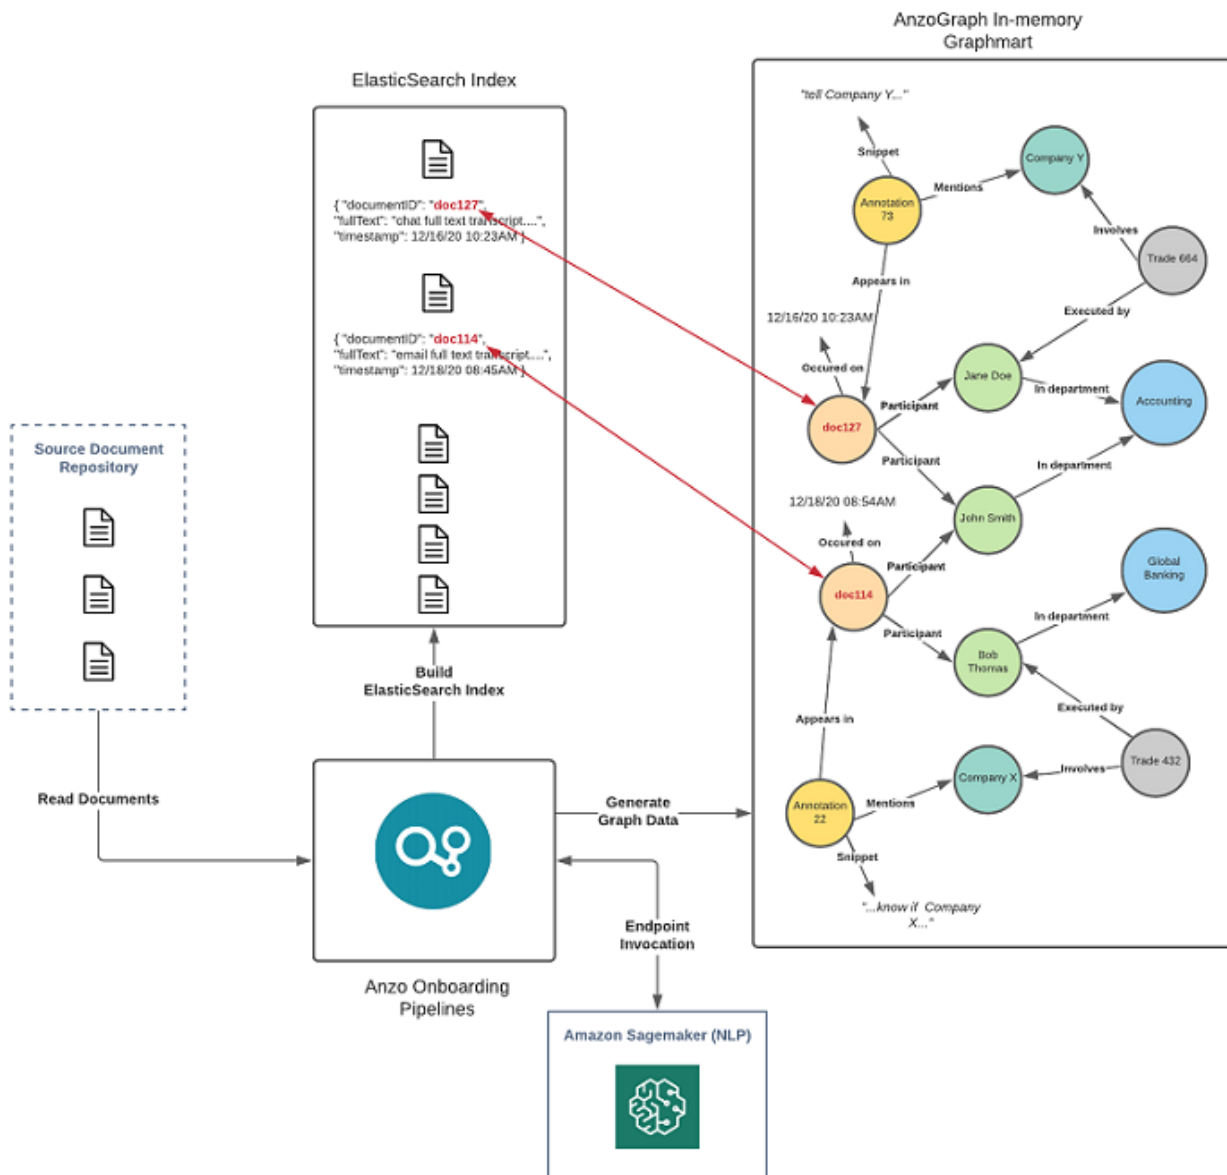 AnzoGraph In-memory
Graphmart
ElasticSearch Index
{ "documentID": "doc127",
"fullText": "chat full text transcript....",
"timestamp": 12/16/20 10:23AM }
{ "documentID": "doc114",
"fullText": "email full text transcript....",
"timestamp": 12/18/20 08:45AM }
Source Document
Repository
Read Documents
Build
ElasticSearch Index
Anzo Onboarding
Pipelines
Generate
Graph Data
Endpoint
Invocation
Amazon Sagemaker (NLP)
"tell Company Y..."
Snippet
Annotation
73
Mentions
Company Y
Involves
Trade 664
Appears in
Executed by
12/16/20 10:23AM
Occured on
Jane Doe
In department
Accounting
Participant
doc127
Participant
In department
12/18/20 08:54AM
John Smith
Occured on
Participant
Global
Banking
doc114
Participant
In department
Bob
Thomas
Executed by
Appears in
Trade 432
Involves
Company X
Mentions
Annotation
22
Snippet
"...know if Company
X..."